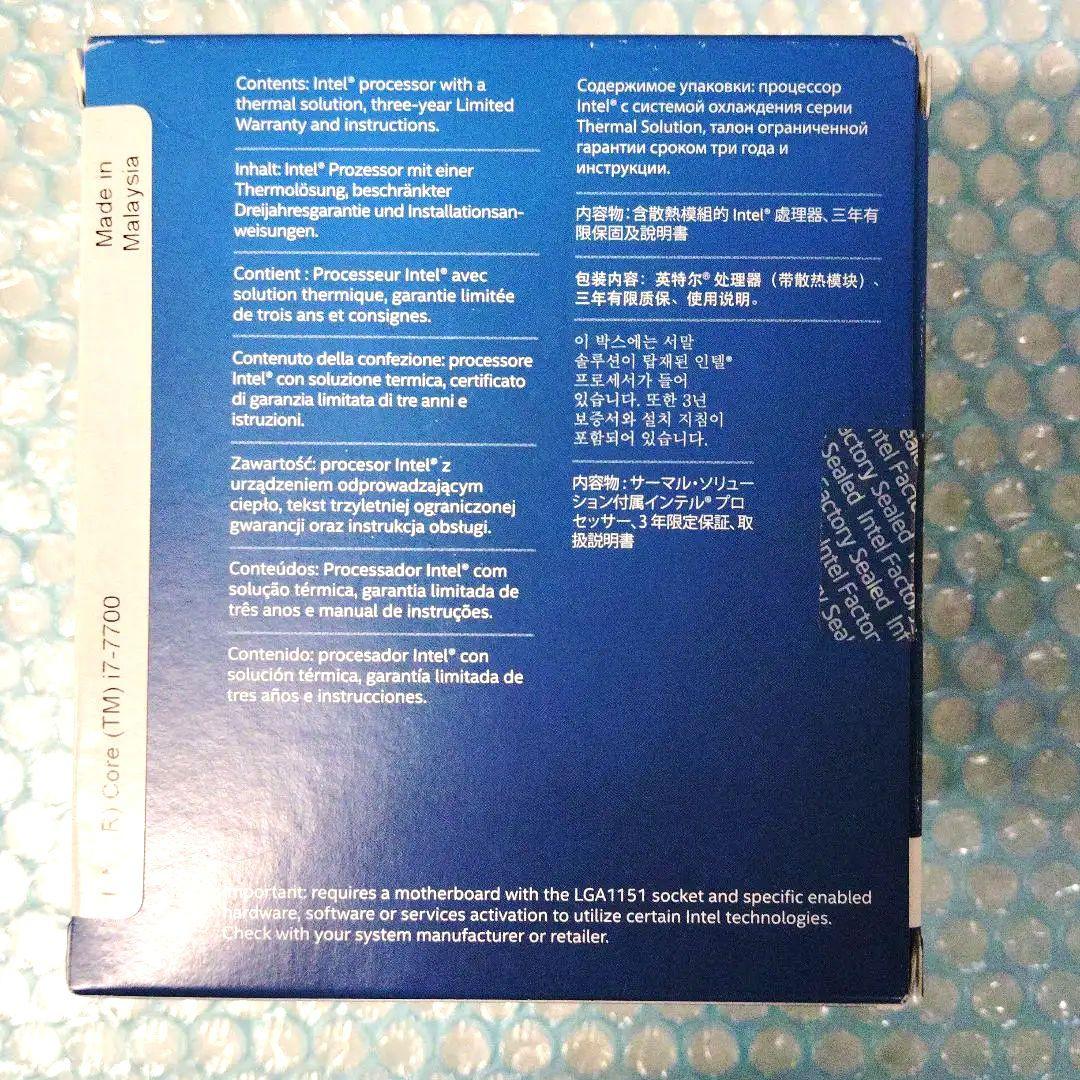 Contents: Intel® processor with a
thermal solution, three-year Limited
Warranty and instructions.
Inhalt: Intel® Prozessor mit einer
Thermolösung, beschränkter
Dreijahresgarantie und Installationsan-
weisungen.
Contient : Processeur Intel® avec
solution thermique, garantie limitée
de trois ans et consignes.
Contenuto della confezione: processore
Intel® con soluzione termica, certificato
di garanzia limitata di tre anni e
istruzioni.
Zawartość: procesor Intel® z
urządzeniem odprowadzającym
ciepło, tekst trzyletniej ograniczonej
gwarancji oraz instrukcja obsługi.
Conteúdos: Processador Intel® com
solução térmica, garantia limitada de
três anos e manual de instruções.
Contenido: procesador Intel® con
solución térmica, garantía limitada de
tres años e instrucciones.
Содержимое упаковки: процессор
Intel® с системой охлаждения серии
Thermal Solution, талон ограниченной
гарантии сроком три года и
инструкции.
内容物：含散熱模組的 Intel® 處理器、三年有
限保固及說明書
包装内容：英特尔® 处理器（带散热模块）、
三年有限质保、使用说明。
이 박스에는 서말
솔루션이 탑재된 인텔®
프로세서가 들어
있습니다. 또한 3년
보증서와 설치 지침이
포함되어 있습니다.
内容物：サーマル・ソリュー
ション付属インテル® プロ
セッサー、3 年限定保証、取
扱説明書
Made in
Malaysia
R) Core (TM) i7-7700
ntel Fact
actory Sealed
Sealed Intel Factor
Factory Sealed Int
Intel Factor
Sea
Important: requires a motherboard with the LGA1151 socket and specific enabled
hardware, software or services activation to utilize certain Intel technologies.
Check with your system manufacturer or retailer.